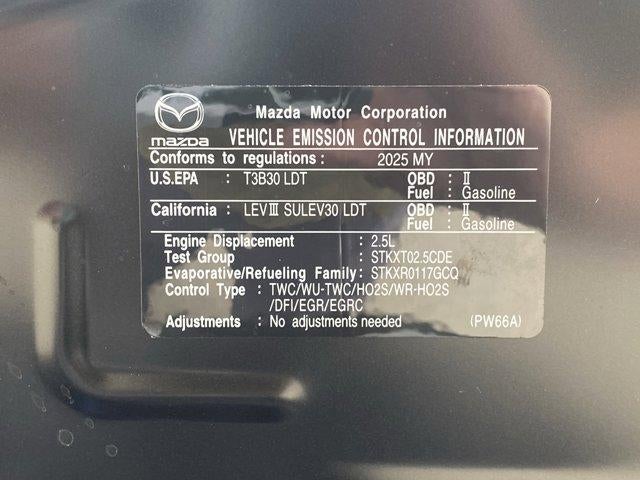 Mazda Motor Corporation
mazda VEHICLE EMISSION CONTROL INFORMATION
Conforms to regulations : 2025 MY
U.S.EPA : T3B30 LDT OBD : Ⅱ
Fuel : Gasoline
California : LEVⅢ SULEV30 LDT OBD : Ⅱ
Fuel : Gasoline
Engine Displacement : 2.5L
Test Group : STKXT02.5CDE
Evaporative/Refueling Family : STKXR0117GCQ
Control Type : TWC/WU-TWC/HO2S/WR-HO2S
/DFI/EGR/EGRC
Adjustments : No adjustments needed (PW66A)